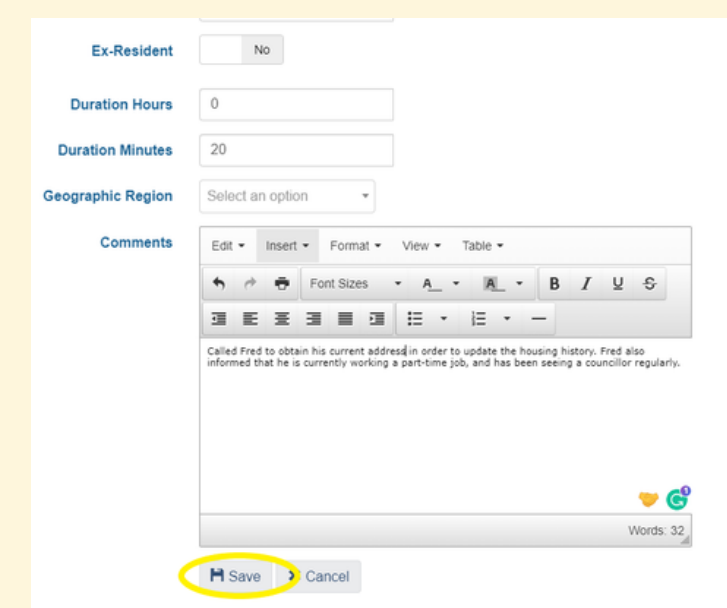 Ex-Resident No
Duration Hours 0
Duration Minutes 20
Geographic Region Select an option
Comments Edit Insert Format View Table
Font Sizes A A B I U S
Called Fred to obtain his current address in order to update the housing history. Fred also
informed that he is currently working a part-time job, and has been seeing a councillor regularly.
G 1
Words: 32
Save Cancel